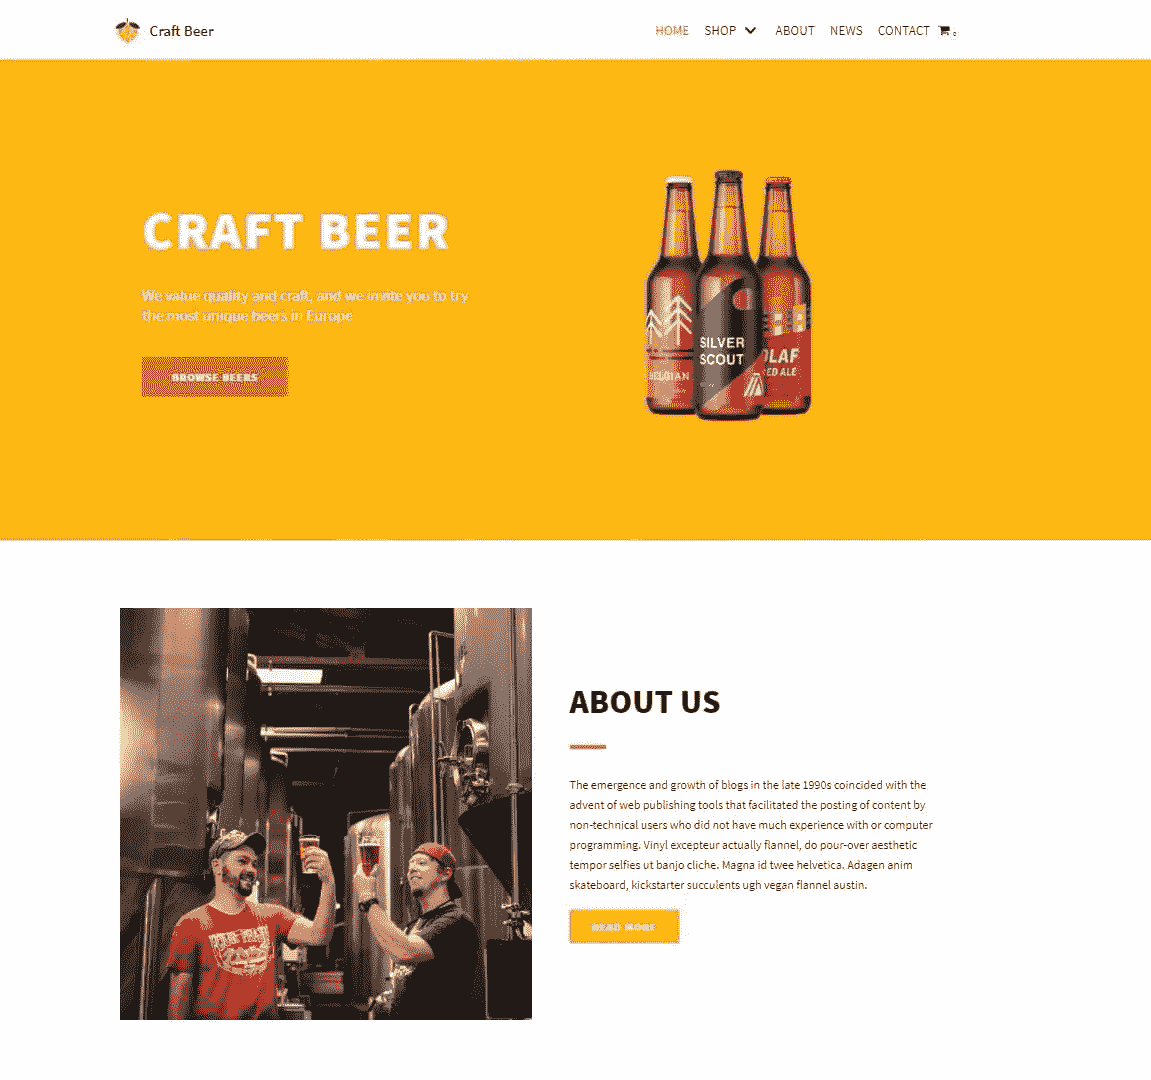 Craft Beer
HOME SHOP ABOUT NEWS CONTACT 0
CRAFT BEER
We value quality and craft, and we invite you to try
the most unique beers in Europe
BROWSE BEERS
BELGIAN
SILVER
SCOUT
OLAF
RED ALE
ABOUT US
The emergence and growth of blogs in the late 1990s coincided with the
advent of web publishing tools that facilitated the posting of content by
non-technical users who did not have much experience with or computer
programming. Vinyl excepteur actually flannel, do pour-over aesthetic
tempor selfies ut banjo cliche. Magna id twee helvetica. Adagen anim
skateboard, kickstarter succulents ugh vegan flannel austin.
READ MORE